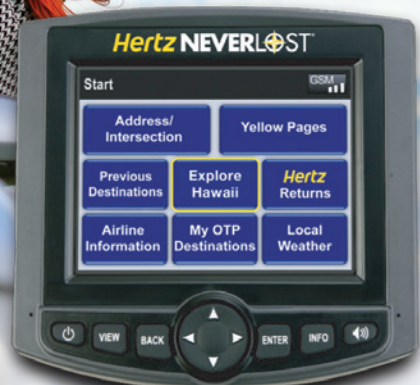 Hertz NEVERLOST
Start
GSM
Address/
Intersection
Yellow Pages
Previous
Destinations
Explore
Hawaii
Hertz
Returns
Airline
Information
My OTP
Destinations
Local
Weather
VIEW
BACK
ENTER
INFO